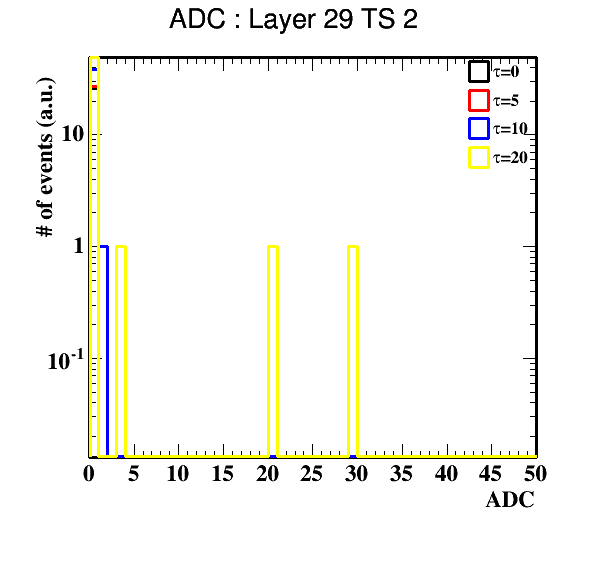 ADC : Layer 29 TS 2
# of events (a.u.)
τ=0
τ=5
τ=10
τ=20
10
1
10⁻¹
0 5 10 15 20 25 30 35 40 45 50
ADC